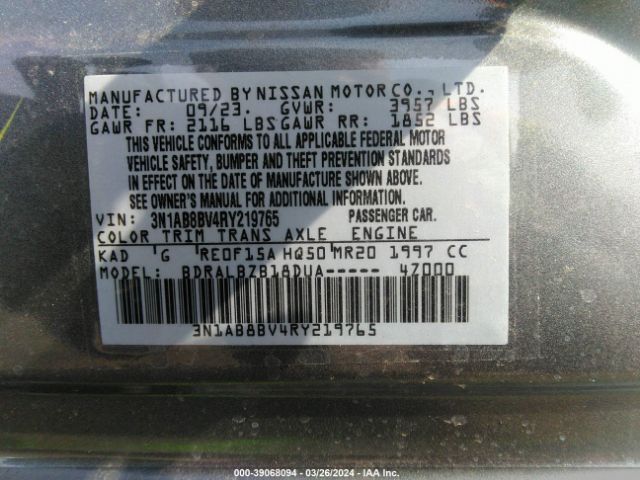 MANUFACTURED BY NISSAN MOTOR CO., LTD.
DATE: 09/23. GVWR: 3957 LBS
GAWR FR: 2116 LBS GAWR RR: 1852 LBS
THIS VEHICLE CONFORMS TO ALL APPLICABLE FEDERAL MOTOR
VEHICLE SAFETY, BUMPER AND THEFT PREVENTION STANDARDS
IN EFFECT ON THE DATE OF MANUFACTURE SHOWN ABOVE.
SEE OWNER'S MANUAL FOR ADDITIONAL INFORMATION.
VIN: 3N1AB8BV4RY219765 PASSENGER CAR.
COLOR TRIM TRANS AXLE ENGINE
KAD G RE0F15A HQ50 MR20 1997 CC
MODEL: BDRALBZB18DUA----- 47000
3N1AB8BV4RY219765
000-39068094 — 03/26/2024 — IAA Inc.